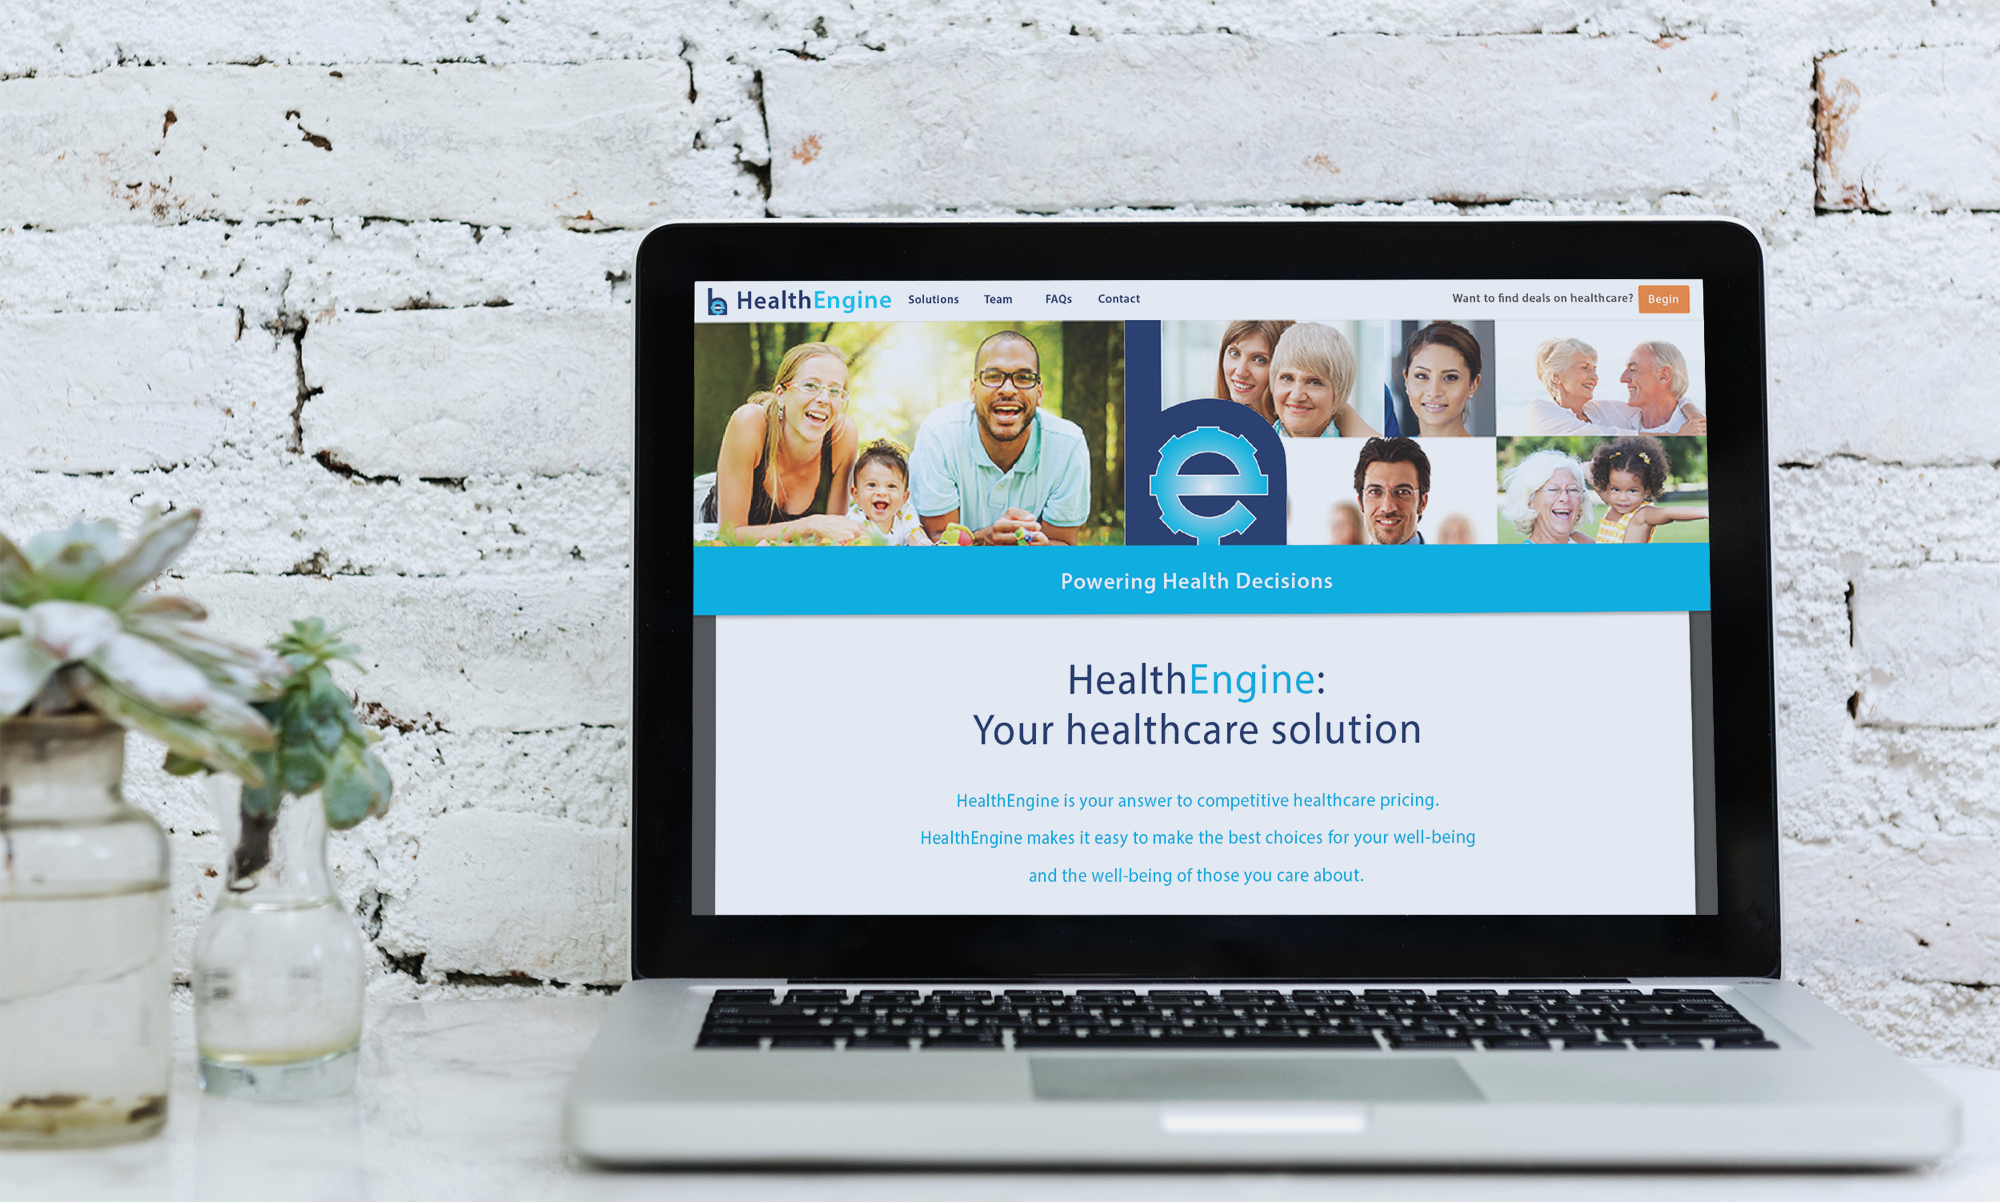 HealthEngine
Solutions Team FAQs Contact
Want to find deals on healthcare? Begin
e
Powering Health Decisions
HealthEngine:
Your healthcare solution
HealthEngine is your answer to competitive healthcare pricing.
HealthEngine makes it easy to make the best choices for your well-being
and the well-being of those you care about.